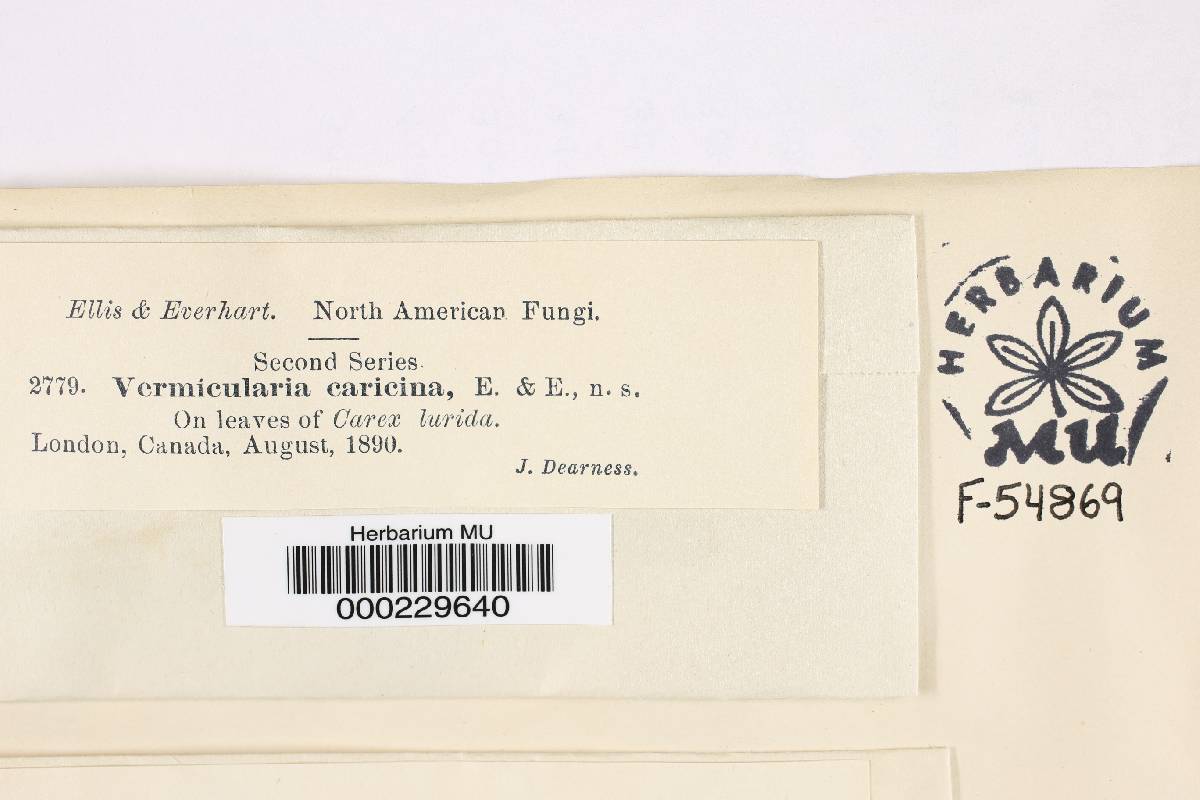 Ellis & Everhart. North American Fungi.
Second Series.
2779. Vermicularia caricina, E. & E., n. s.
On leaves of Carex lurida.
London, Canada, August, 1890.
J. Dearness.
Herbarium MU
000229640
HERBARIUM
MU
F-54869